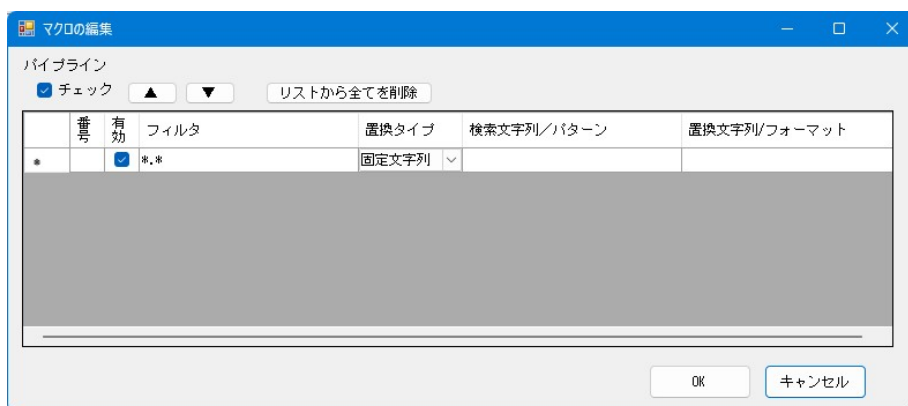 マクロの編集
パイプライン
チェック ▲ ▼ リストから全てを削除
番号 有効 フィルタ 置換タイプ 検索文字列／パターン 置換文字列/フォーマット
* *.* 固定文字列
OK キャンセル